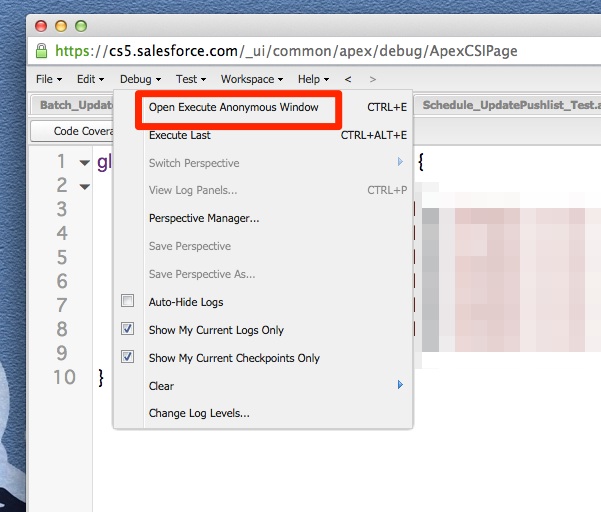 https://cs5.salesforce.com/_ui/common/apex/debug/ApexCSIPage
File Edit Debug Test Workspace Help < >
Batch_Updat Schedule_UpdatePushlist_Test.a
Code Covera
Open Execute Anonymous Window CTRL+E
Execute Last CTRL+ALT+E
Switch Perspective
View Log Panels... CTRL+P
Perspective Manager...
Save Perspective
Save Perspective As...
Auto-Hide Logs
Show My Current Logs Only
Show My Current Checkpoints Only
Clear
Change Log Levels...
1 gl {
2
3
4
5
6
7
8
9
10 }